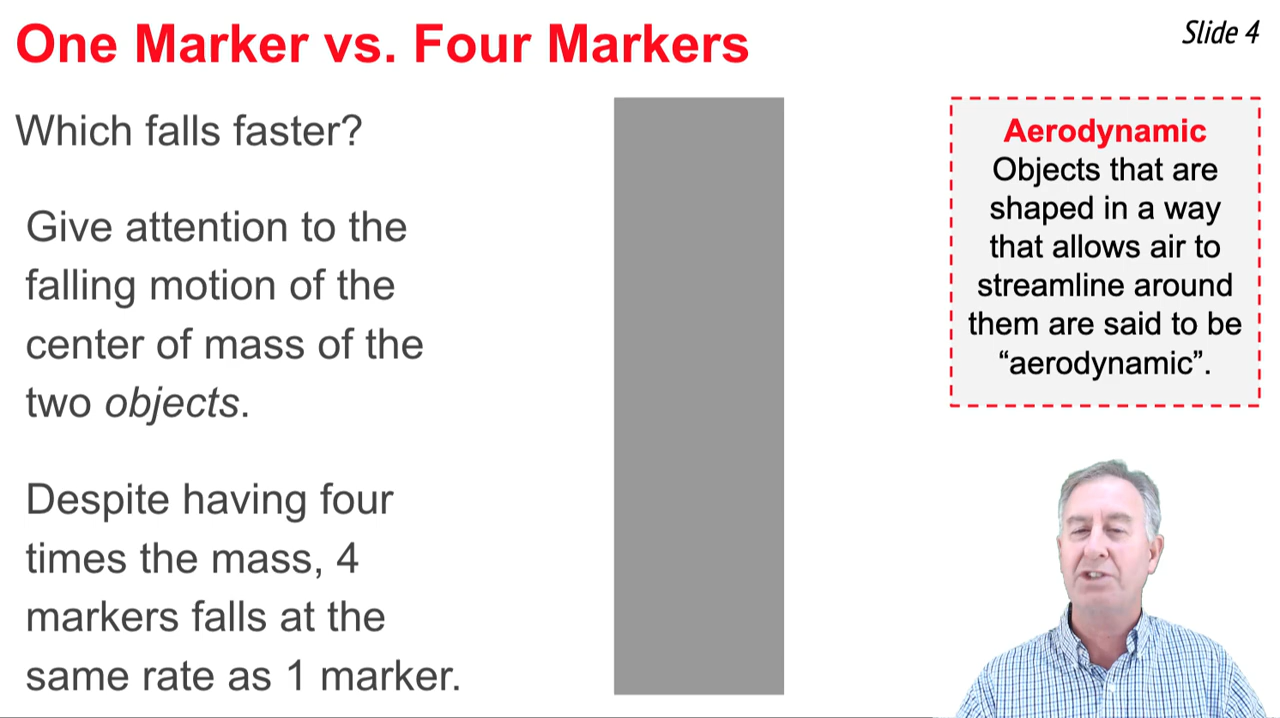 One Marker vs. Four Markers
Slide 4
Which falls faster?
Give attention to the
falling motion of the
center of mass of the
two objects.
Despite having four
times the mass, 4
markers falls at the
same rate as 1 marker.
Aerodynamic
Objects that are
shaped in a way
that allows air to
streamline around
them are said to be
“aerodynamic”.